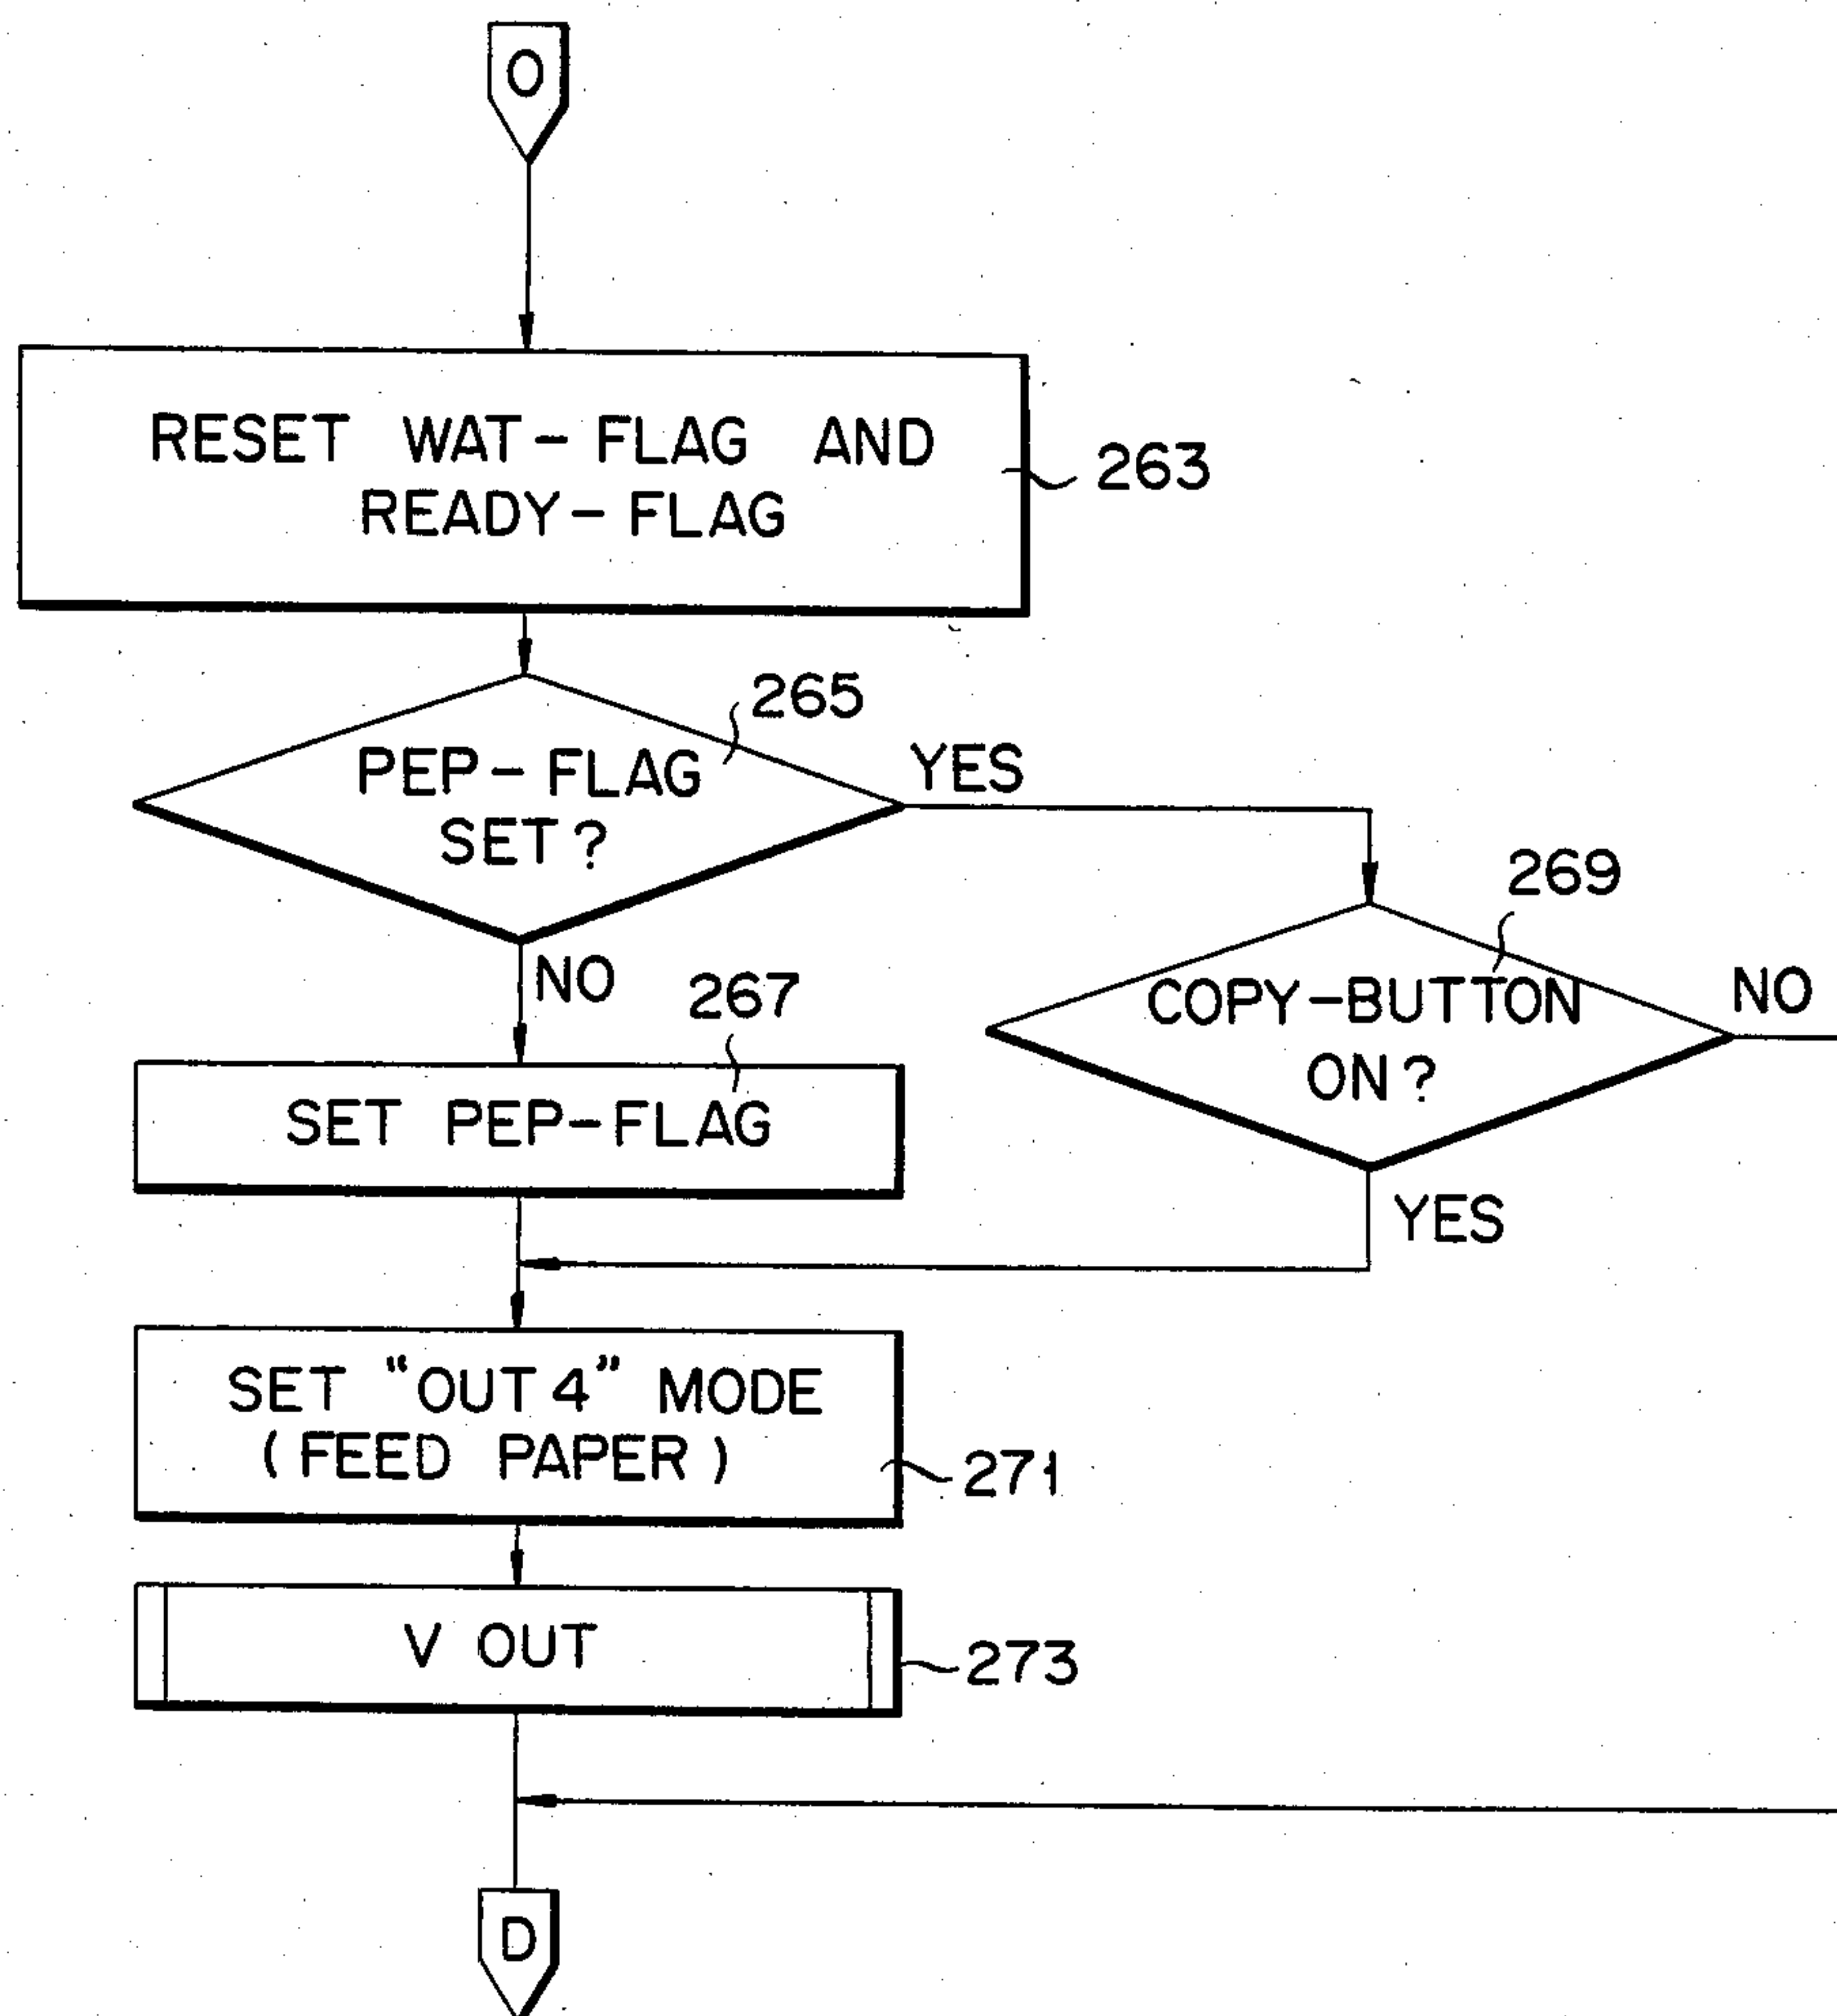 O
RESET WAT-FLAG AND
READY-FLAG
263
265
PEP-FLAG
SET?
YES
NO
267
269
COPY-BUTTON
ON?
NO
SET PEP-FLAG
YES
SET "OUT 4" MODE
(FEED PAPER)
271
V OUT
273
D